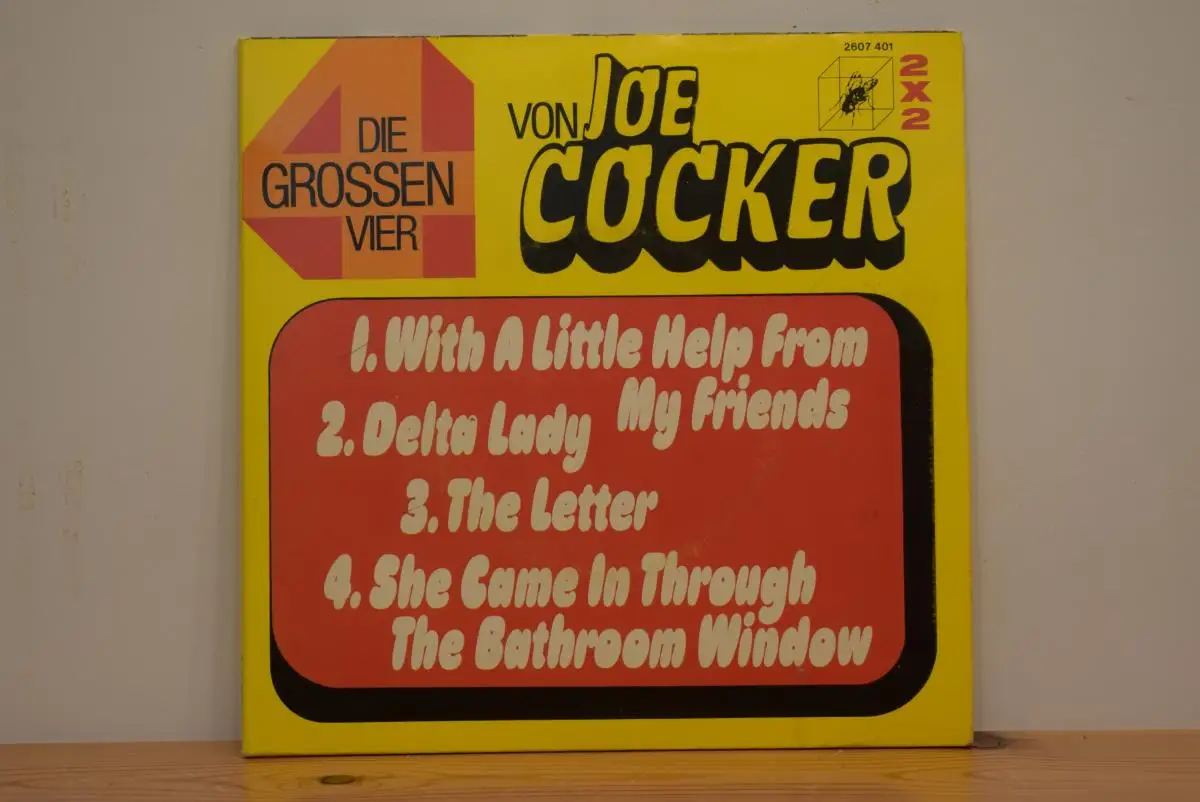 4
DIE
GROSSEN
VIER
VON JOE
COCKER
2607 401
2
X
2
1. With A Little Help From
My Friends
2. Delta Lady
3. The Letter
4. She Came In Through
The Bathroom Window